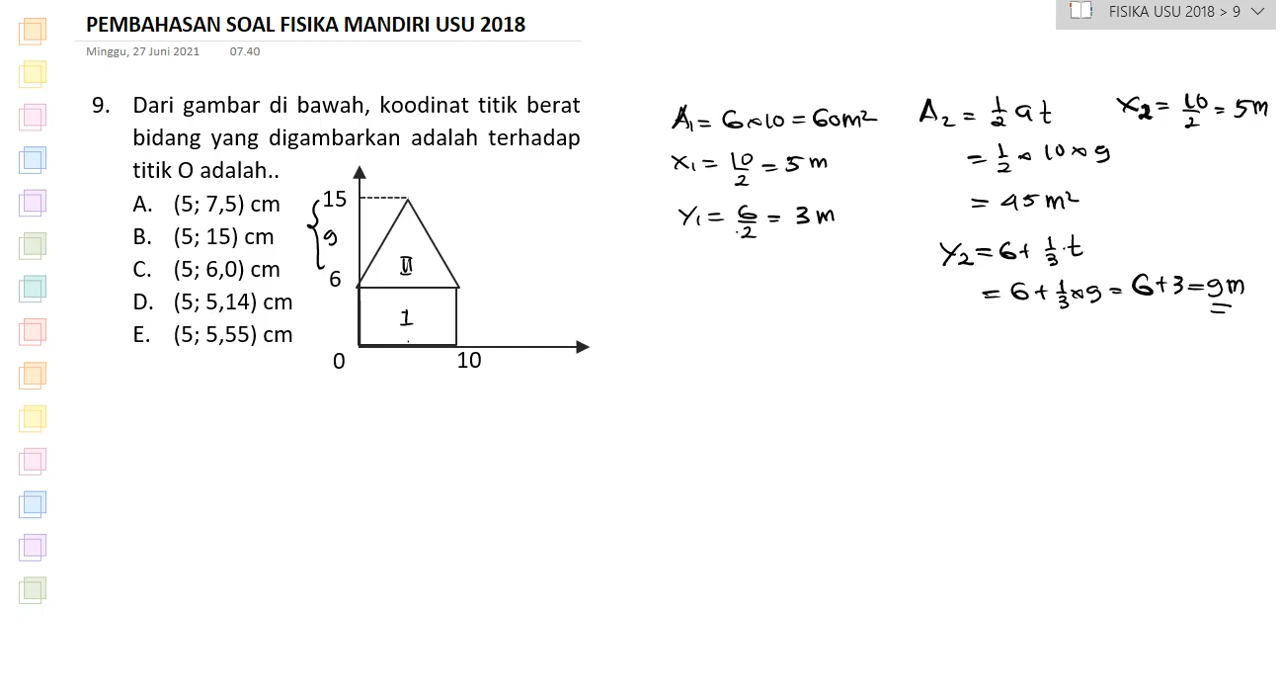 FISIKA USU 2018 > 9
PEMBAHASAN SOAL FISIKA MANDIRI USU 2018
Minggu, 27 Juni 2021 07.40
9. Dari gambar di bawah, koodinat titik berat
bidang yang digambarkan adalah terhadap
titik O adalah..
A. (5; 7,5) cm
B. (5; 15) cm
C. (5; 6,0) cm
D. (5; 5,14) cm
E. (5; 5,55) cm
15
9
6
II
1
0
10
A₁ = 6×10 = 60m²
X₁ = 10/2 = 5 m
Y₁ = 6/2 = 3 m
A₂ = 1/2 a t
= 1/2 × 10 × 9
= 45 m²
Y₂ = 6 + 1/3 . t
= 6 + 1/3 × 9 = 6+3 = 9m
X₂ = 10/2 = 5m